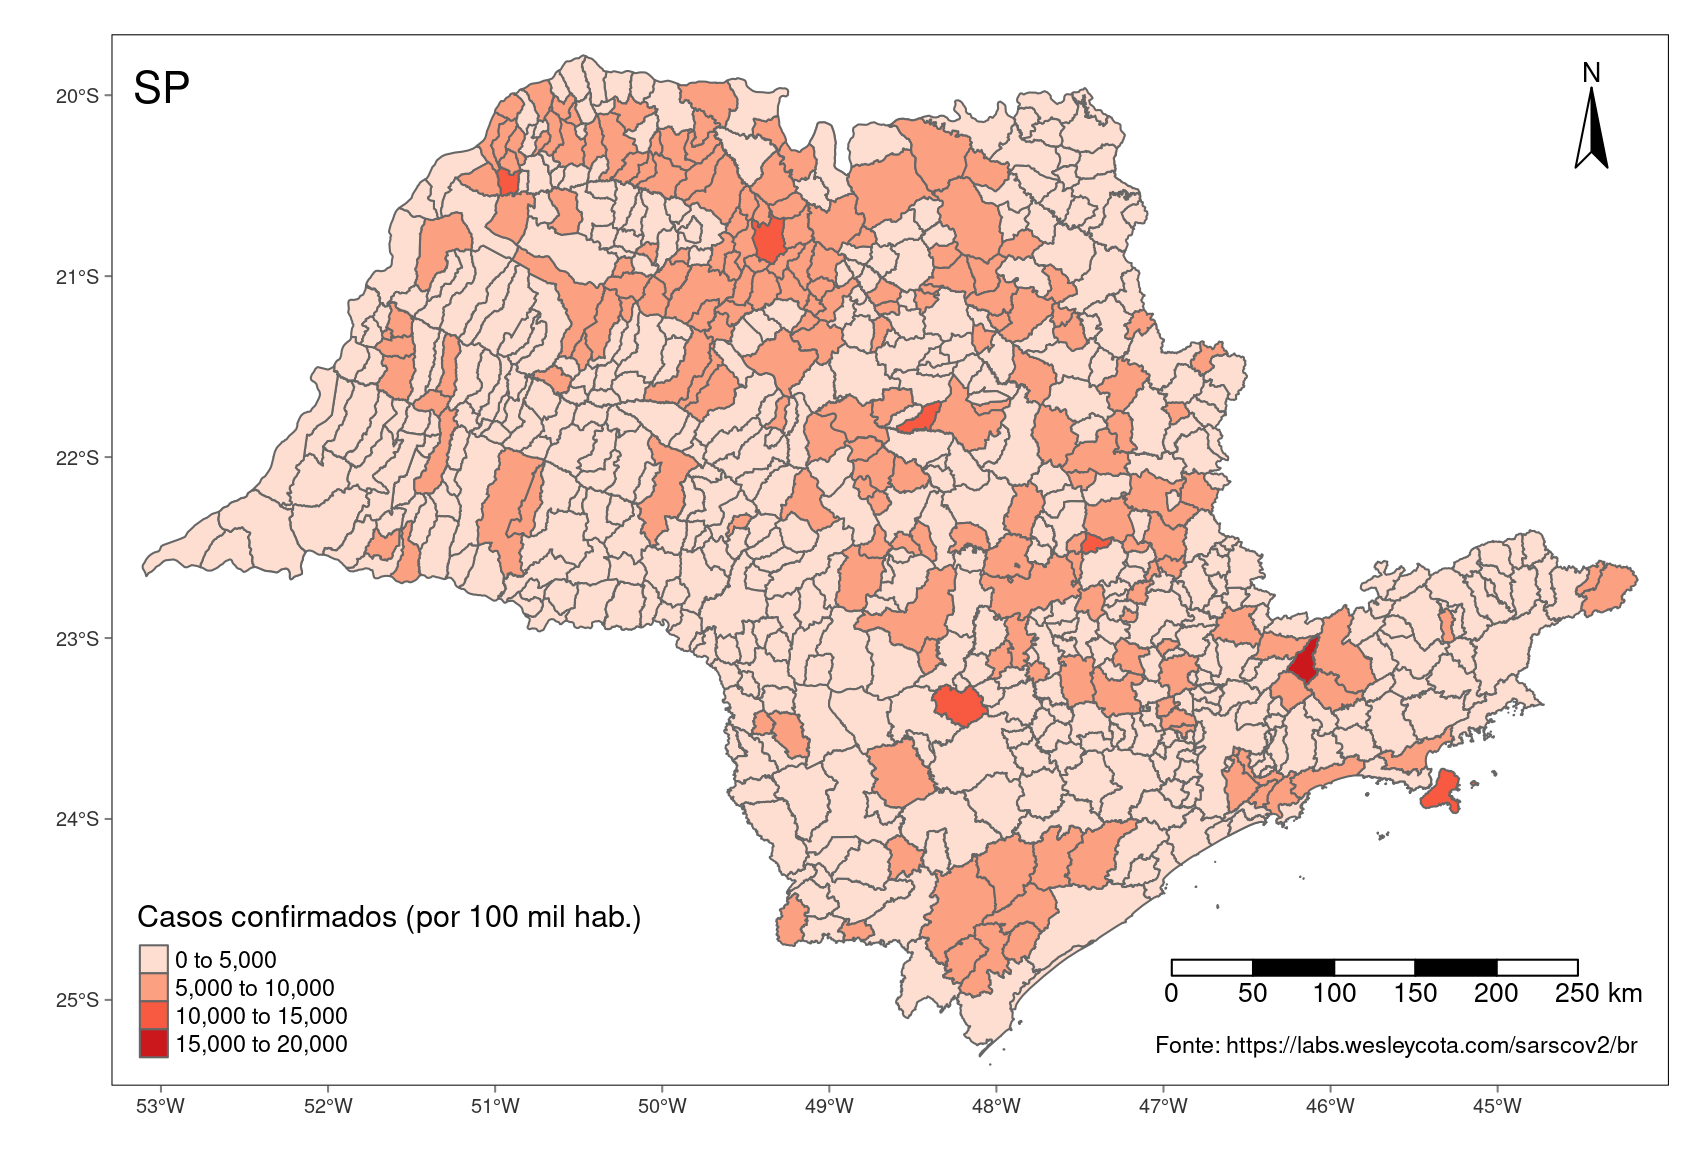 SP
N
20°S
21°S
22°S
23°S
24°S
25°S
Casos confirmados (por 100 mil hab.)
0 to 5,000
5,000 to 10,000
10,000 to 15,000
15,000 to 20,000
0 50 100 150 200 250 km
Fonte: https://labs.wesleycota.com/sarscov2/br
53°W 52°W 51°W 50°W 49°W 48°W 47°W 46°W 45°W